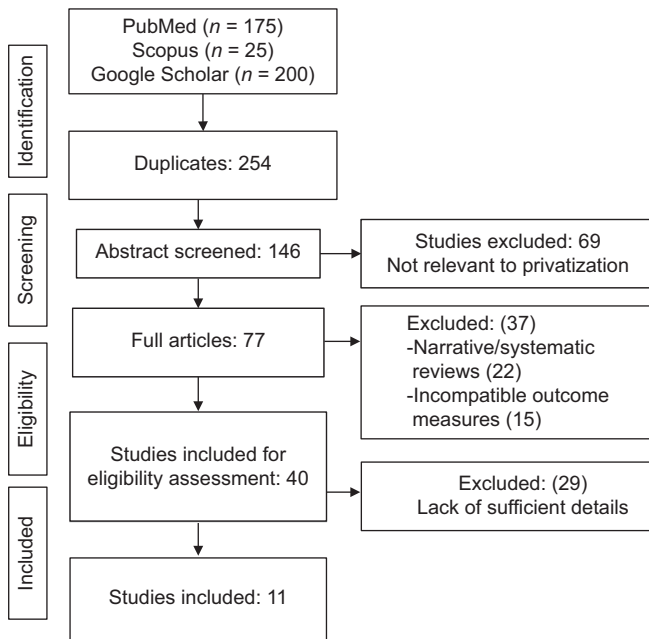 PubMed (n = 175)
Scopus (n = 25)
Google Scholar (n = 200)
Identification
Duplicates: 254
Screening
Abstract screened: 146
Studies excluded: 69
Not relevant to privatization
Full articles: 77
Excluded: (37)
-Narrative/systematic
reviews (22)
-Incompatible outcome
measures (15)
Eligibility
Studies included for
eligibility assessment: 40
Excluded: (29)
Lack of sufficient details
Included
Studies included: 11